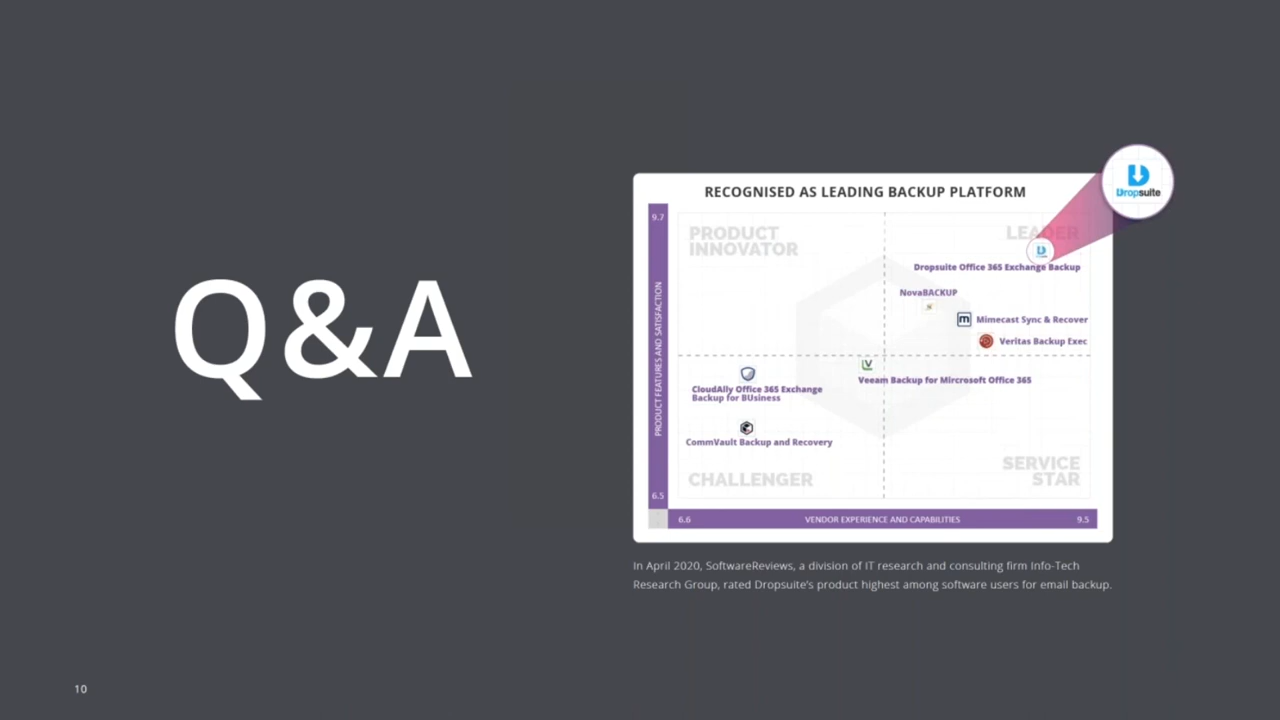 Q&A
RECOGNISED AS LEADING BACKUP PLATFORM
Dropsuite
9.7
PRODUCT
INNOVATOR
LEADER
Dropsuite Office 365 Exchange Backup
NovaBACKUP
Mimecast Sync & Recover
Veritas Backup Exec
PRODUCT FEATURES AND SATISFACTION
CloudAlly Office 365 Exchange
Backup for BUsiness
Veeam Backup for Mircrosoft Office 365
CommVault Backup and Recovery
CHALLENGER
SERVICE
STAR
6.5
6.6
VENDOR EXPERIENCE AND CAPABILITIES
9.5
In April 2020, SoftwareReviews, a division of IT research and consulting firm Info-Tech
Research Group, rated Dropsuite's product highest among software users for email backup.
10